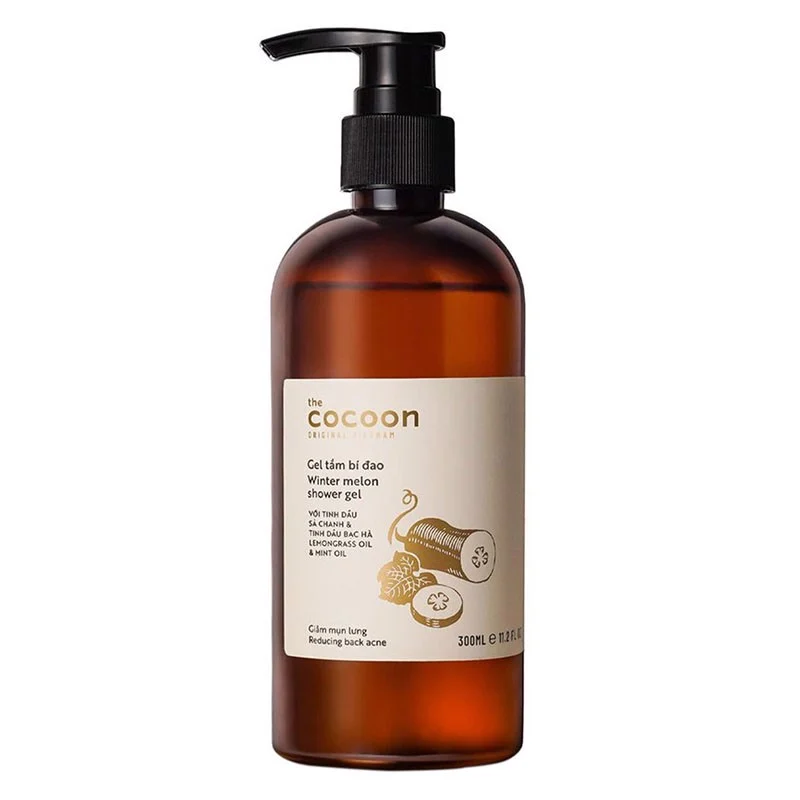 the
cocoon
ORIGINAL VIETNAM
Gel tắm bí đao
Winter melon
shower gel
VỚI TINH DẦU
SẢ CHANH &
TINH DẦU BẠC HÀ
LEMONGRASS OIL
& MINT OIL
Giảm mụn lưng
Reducing back acne
300ML ℮ 11.2 FL